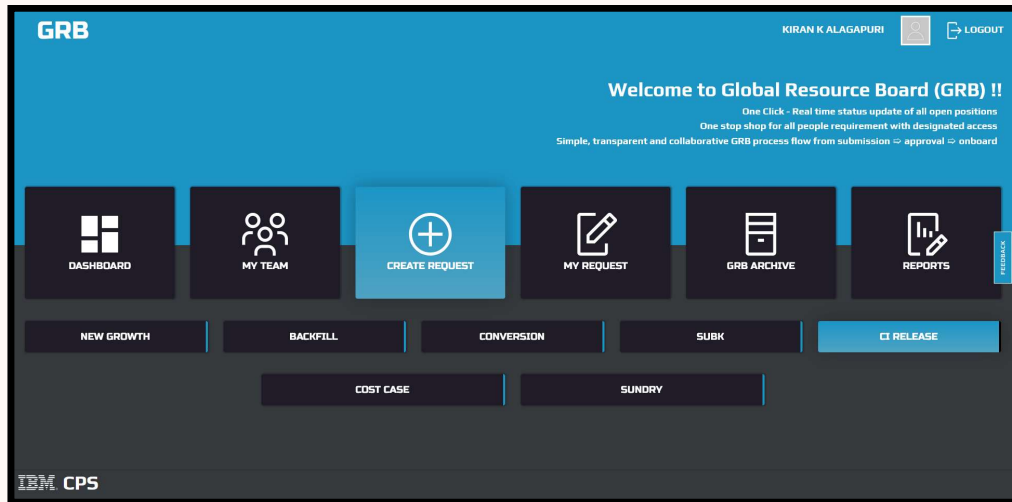 GRB
KIRAN K ALAGAPURI
LOGOUT
Welcome to Global Resource Board (GRB) !!
One Click - Real time status update of all open positions
One stop shop for all people requirement with designated access
Simple, transparent and collaborative GRB process flow from submission ⇨ approval ⇨ onboard
DASHBOARD
MY TEAM
CREATE REQUEST
MY REQUEST
GRB ARCHIVE
REPORTS
FEEDBACK
NEW GROWTH
BACKFILL
CONVERSION
SUBK
CI RELEASE
COST CASE
SUNDRY
IBM. CPS